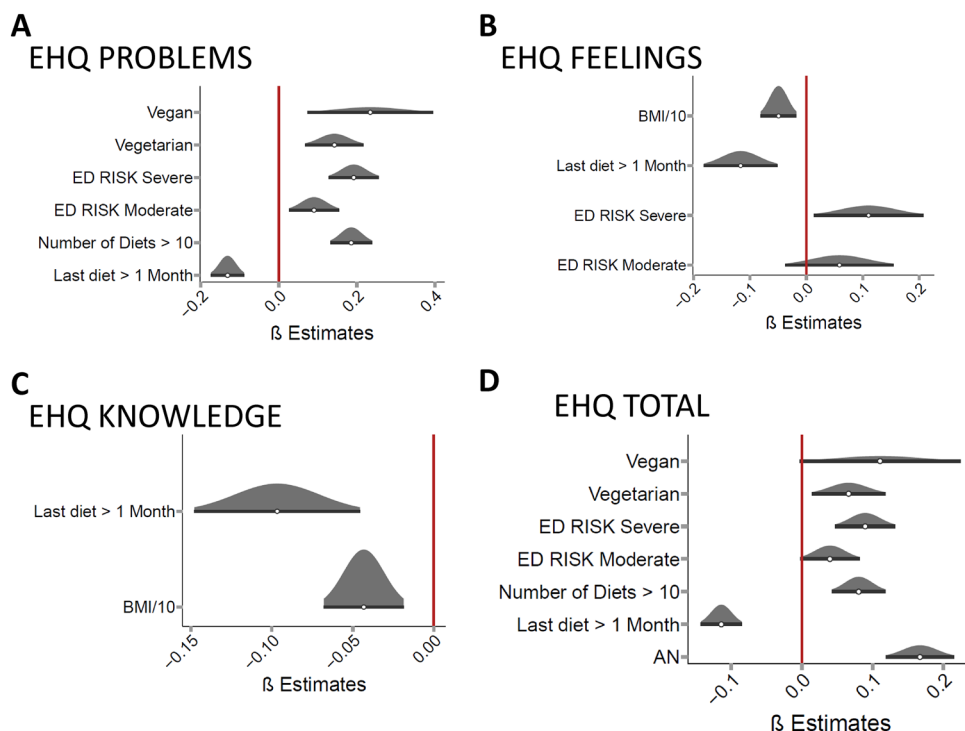 A
EHQ PROBLEMS
Vegan
Vegetarian
ED RISK Severe
ED RISK Moderate
Number of Diets > 10
Last diet > 1 Month
−0.2
0.0
0.2
0.4
ß Estimates
B
EHQ FEELINGS
BMI/10
Last diet > 1 Month
ED RISK Severe
ED RISK Moderate
−0.2
−0.1
0.0
0.1
0.2
ß Estimates
C
EHQ KNOWLEDGE
Last diet > 1 Month
BMI/10
−0.15
−0.10
−0.05
0.00
ß Estimates
D
EHQ TOTAL
Vegan
Vegetarian
ED RISK Severe
ED RISK Moderate
Number of Diets > 10
Last diet > 1 Month
AN
−0.1
0.0
0.1
0.2
ß Estimates